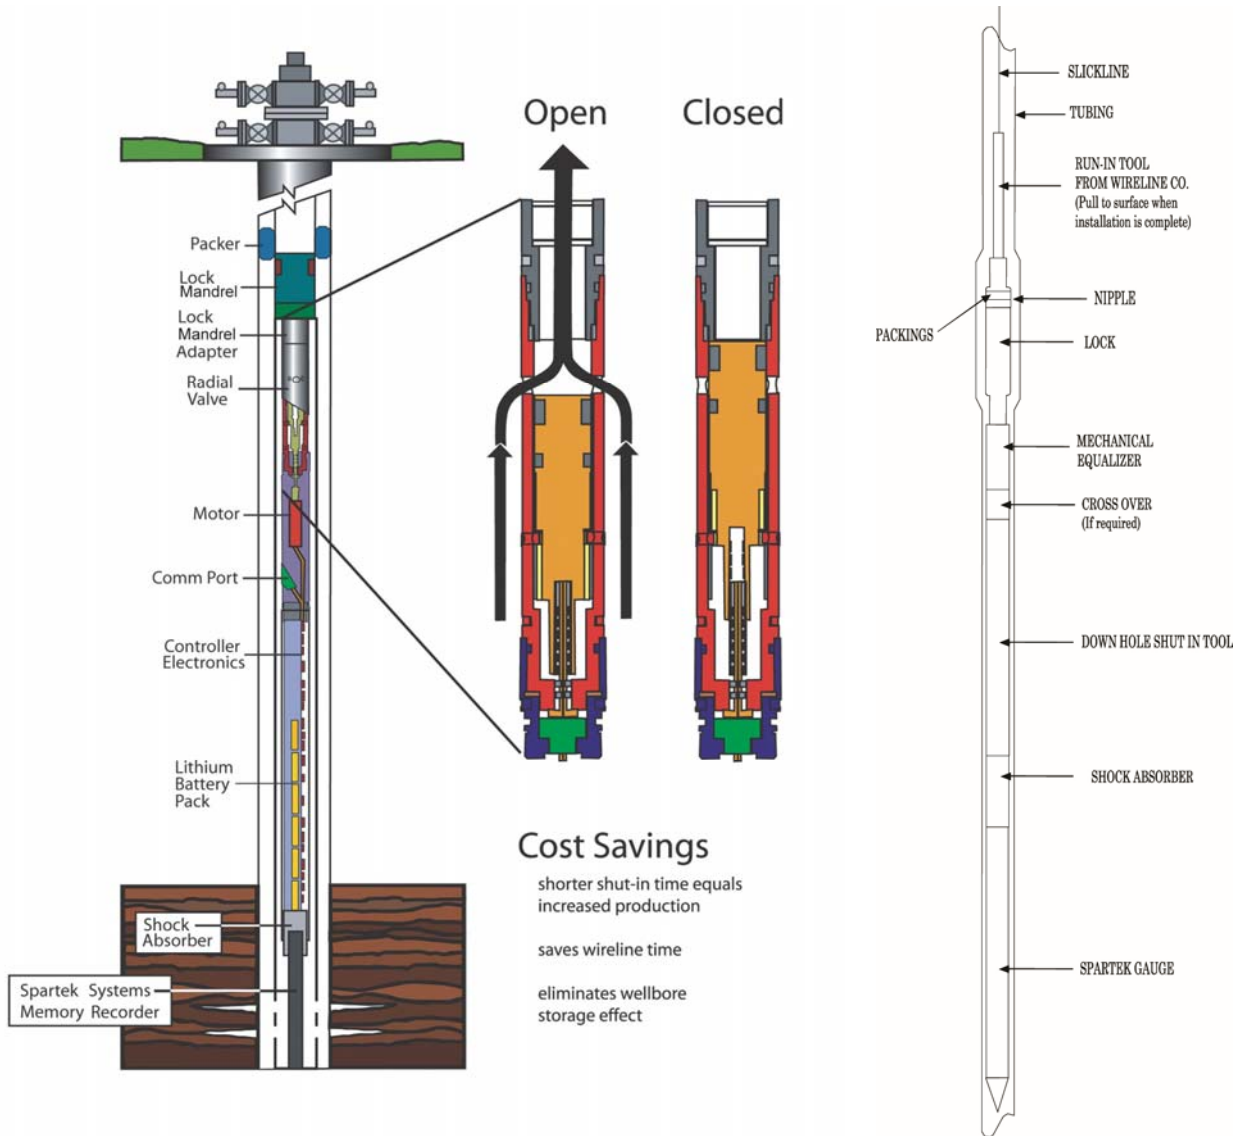 Packer
Lock
Mandrel
Lock
Mandrel
Adapter
Radial
Valve
Motor
Comm Port
Controller
Electronics
Lithium
Battery
Pack
Shock
Absorber
Spartek Systems
Memory Recorder
Open
Closed
Cost Savings
shorter shut-in time equals
increased production
saves wireline time
eliminates wellbore
storage effect
SLICKLINE
TUBING
RUN-IN TOOL
FROM WIRELINE CO.
(Pull to surface when
installation is complete)
NIPPLE
PACKINGS
LOCK
MECHANICAL
EQUALIZER
CROSS OVER
(If required)
DOWN HOLE SHUT IN TOOL
SHOCK ABSORBER
SPARTEK GAUGE